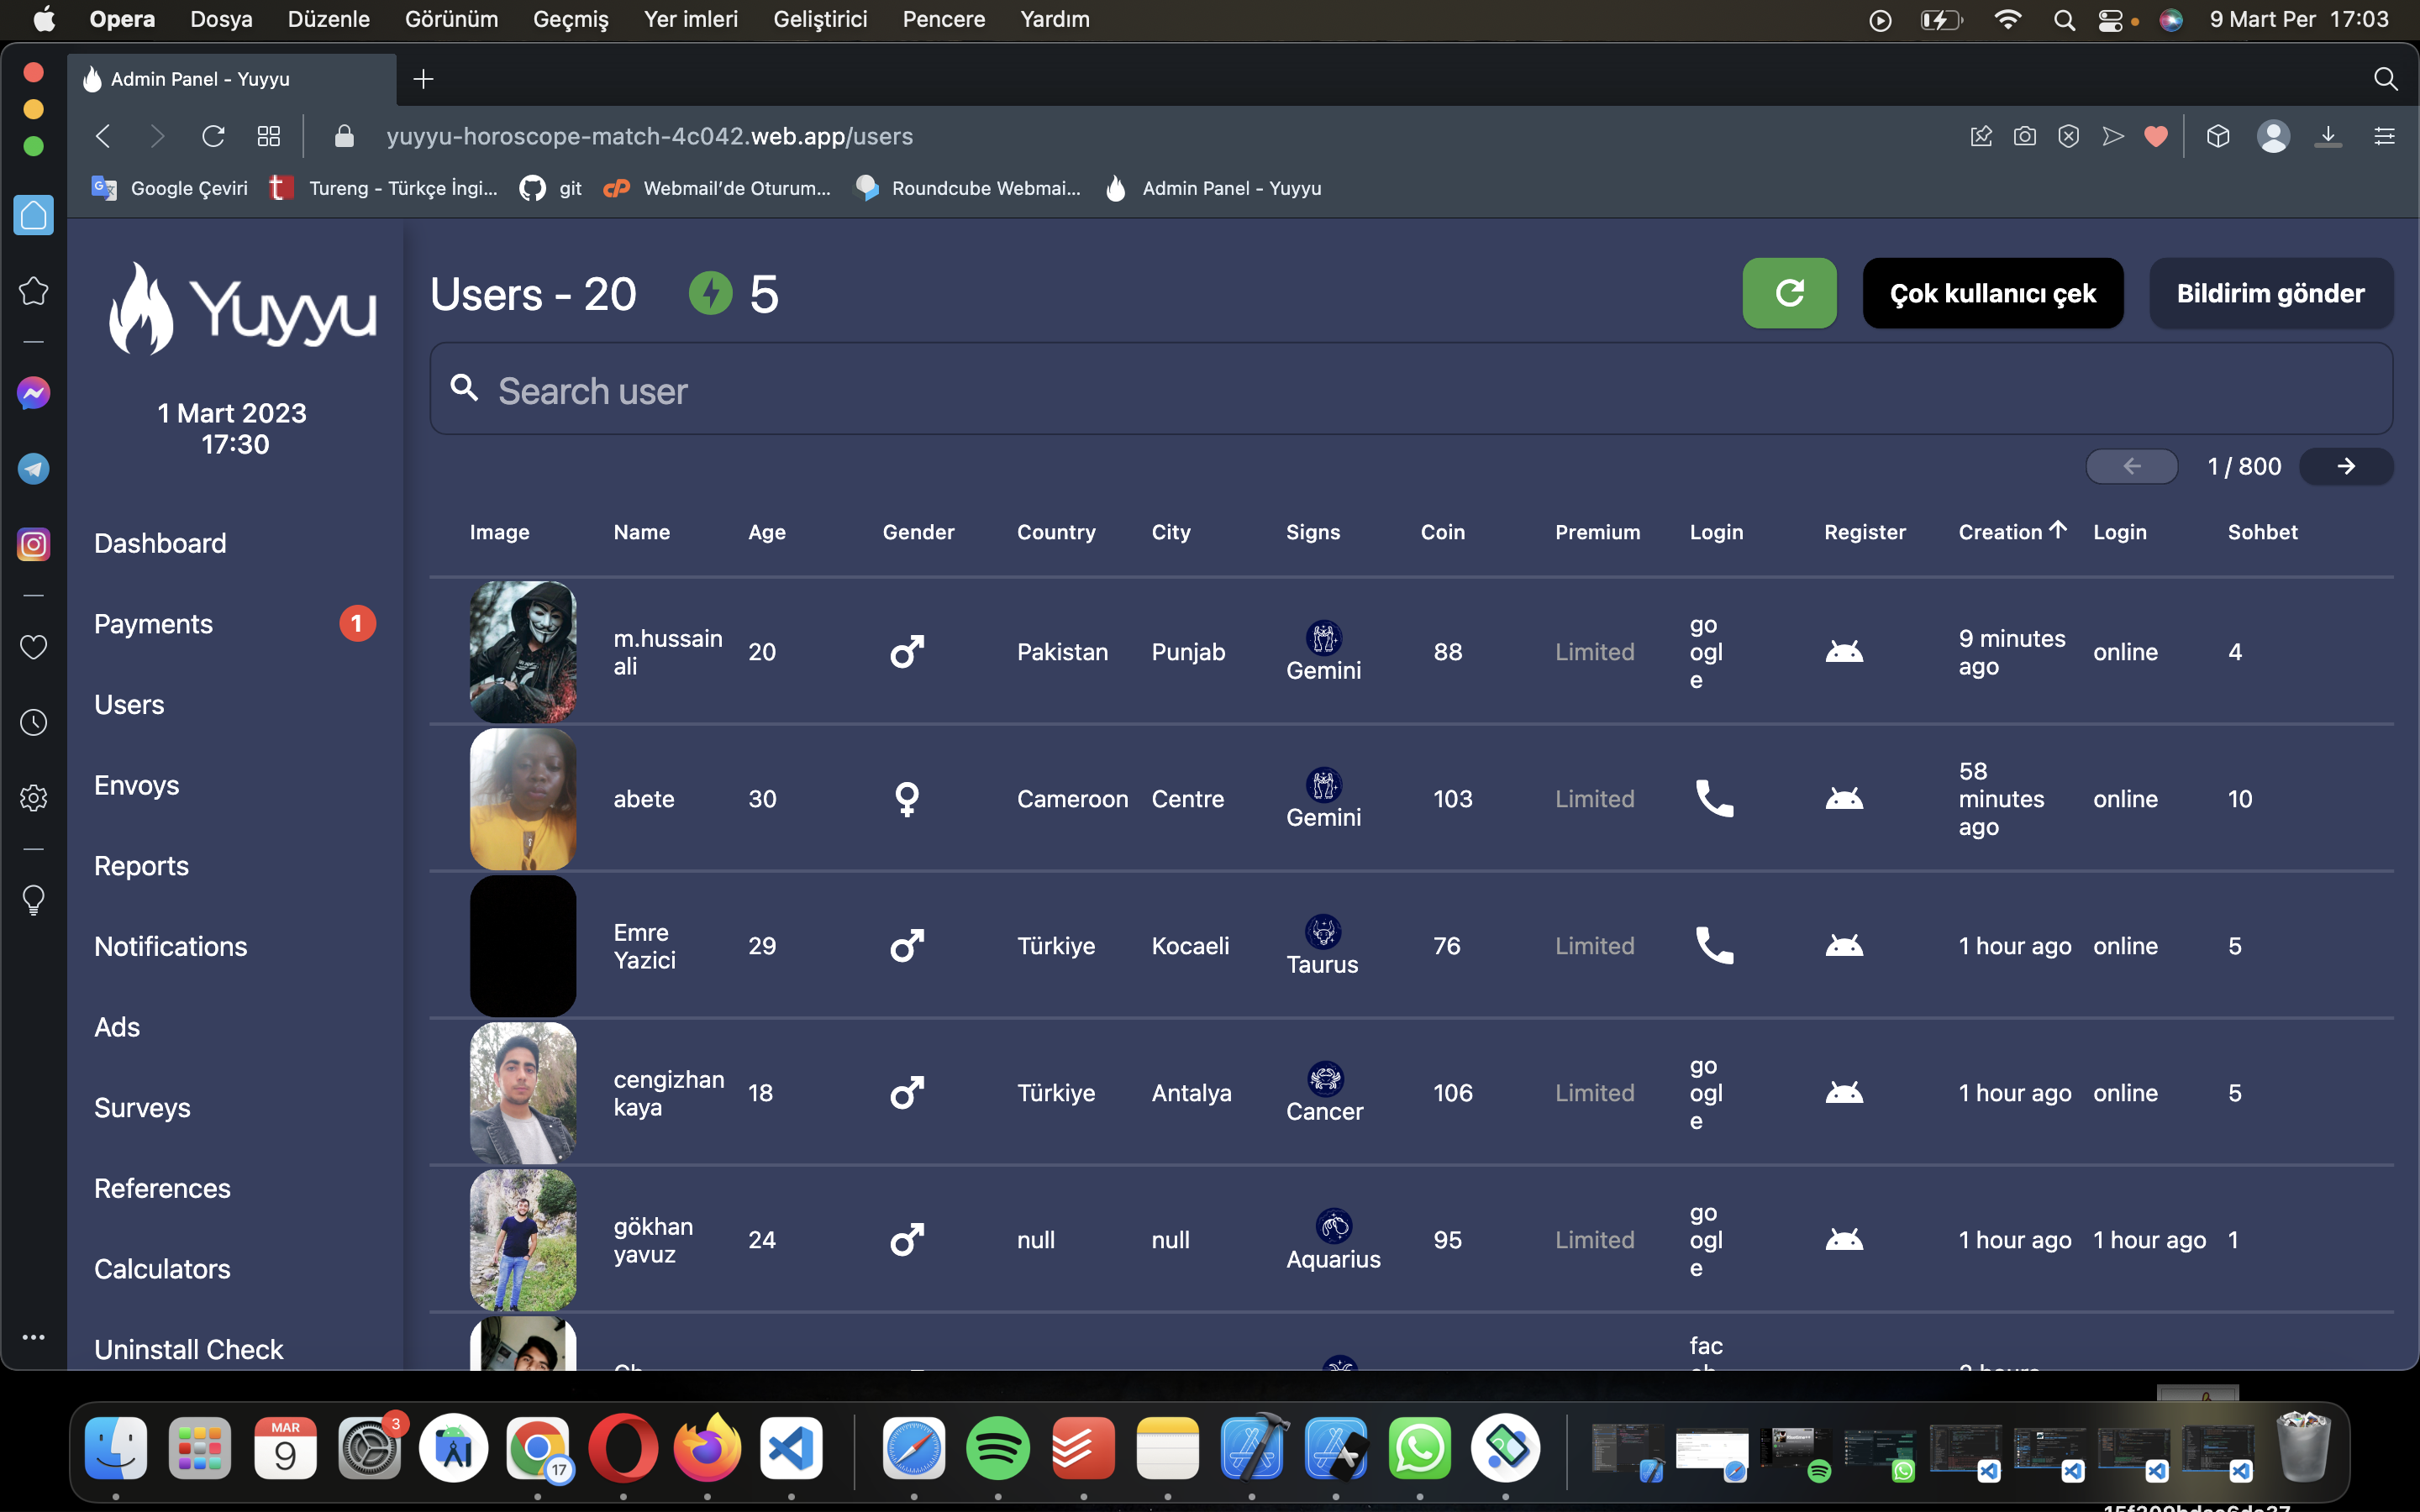 Opera Dosya Düzenle Görünüm Geçmiş Yer imleri Geliştirici Pencere Yardım 9 Mart Per 17:03
Admin Panel - Yuyyu
yuyyu-horoscope-match-4c042.web.app/users
Google Çeviri Tureng - Türkçe İngi... git Webmail'de Oturum... Roundcube Webmai... Admin Panel - Yuyyu
Yuyyu
1 Mart 2023
17:30
Dashboard
Payments 1
Users
Envoys
Reports
Notifications
Ads
Surveys
References
Calculators
Uninstall Check
Users - 20 5 Çok kullanıcı çek Bildirim gönder
Search user
1 / 800
Image Name Age Gender Country City Signs Coin Premium Login Register Creation Login Sohbet
m.hussain
ali
20 Pakistan Punjab Gemini 88 Limited
go
ogl
e
9 minutes
ago
online 4
abete 30 Cameroon Centre Gemini 103 Limited
58
minutes
ago
online 10
Emre
Yazici
29 Türkiye Kocaeli Taurus 76 Limited 1 hour ago online 5
cengizhan
kaya
18 Türkiye Antalya Cancer 106 Limited
go
ogl
e
1 hour ago online 5
gökhan
yavuz
24 null null Aquarius 95 Limited
go
ogl
e
1 hour ago 1 hour ago 1
fac
MAR
9
3
17